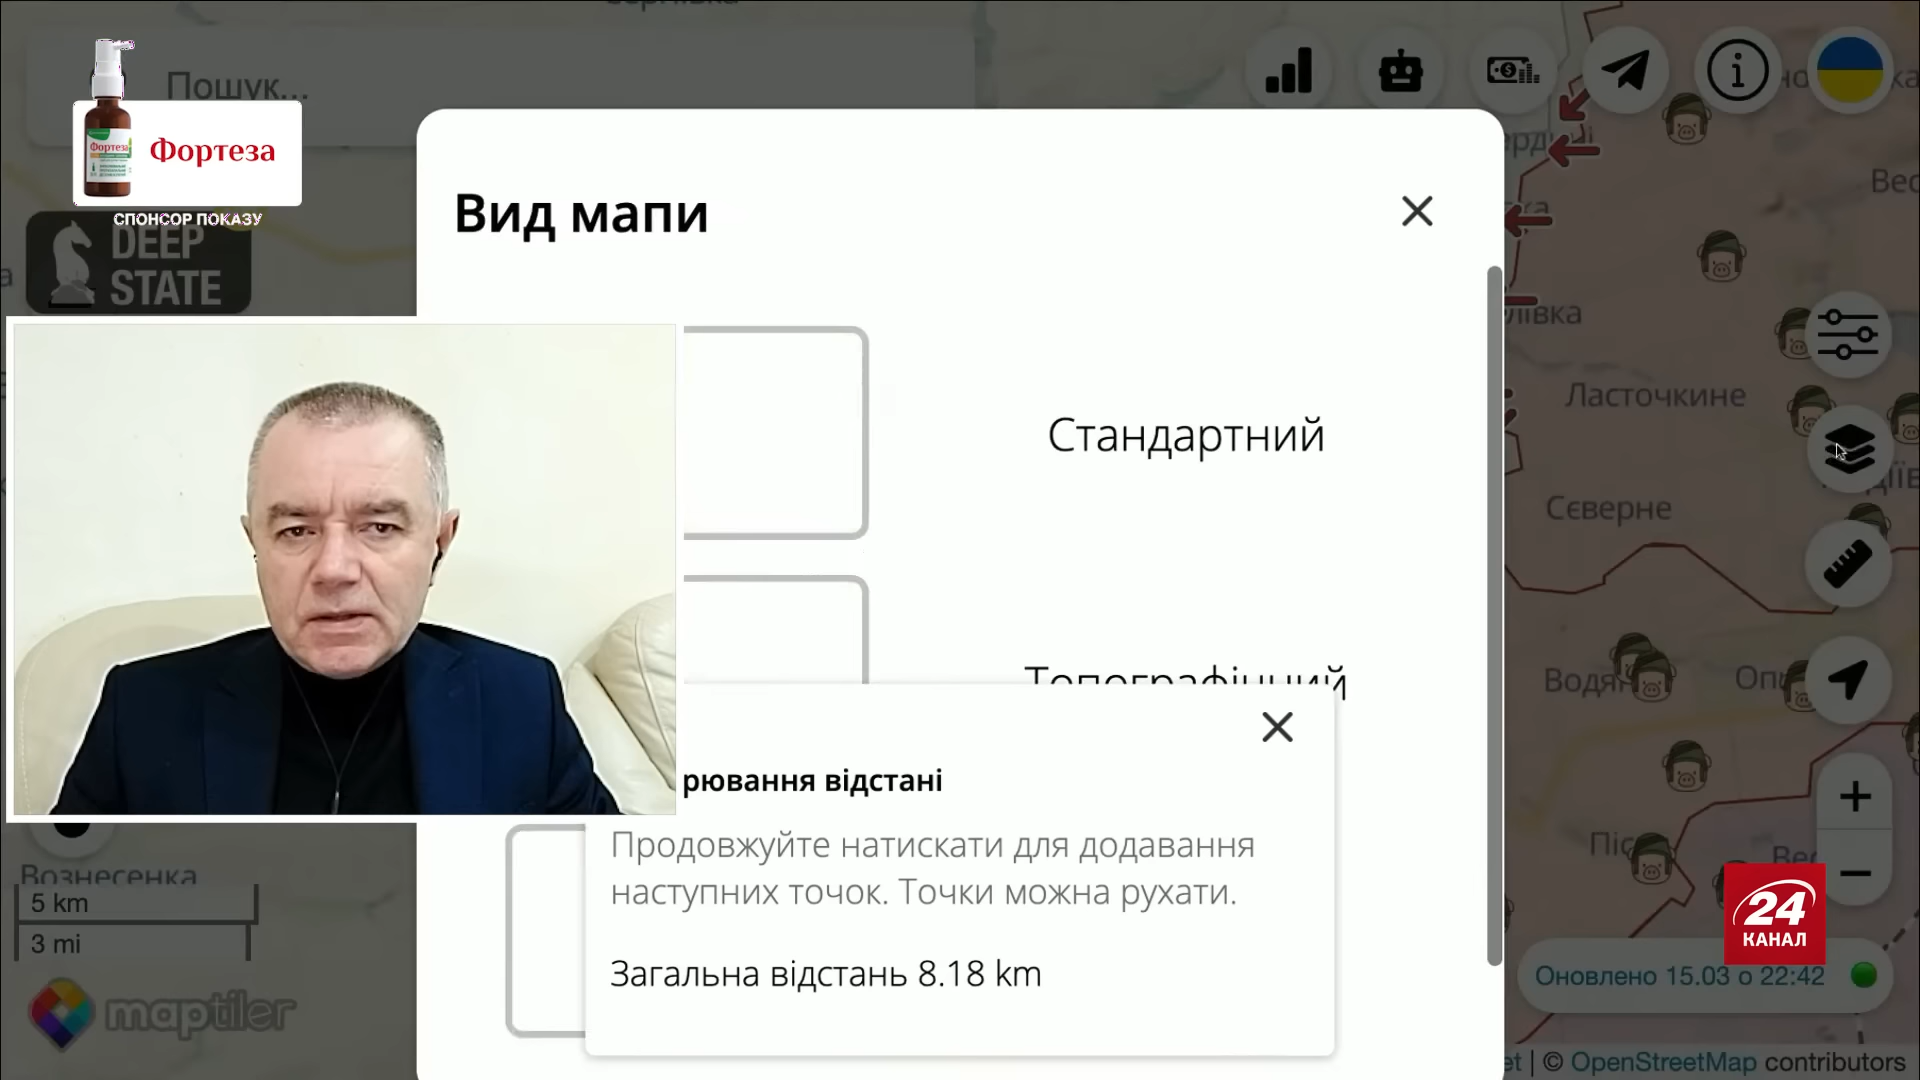 Пошук...
Фортеза
Фортеза
СПОНСОР ПОКАЗУ
DEEP
STATE
Вид мапи
Стандартний
Топографічний
рювання відстані
Продовжуйте натискати для додавання
наступних точок. Точки можна рухати.
Загальна відстань 8.18 km
Вознесенка
5 km
3 mi
maptiler
Ласточкине
Сєверне
24
КАНАЛ
Оновлено 15.03 о 22:42
| © OpenStreetMap contributors